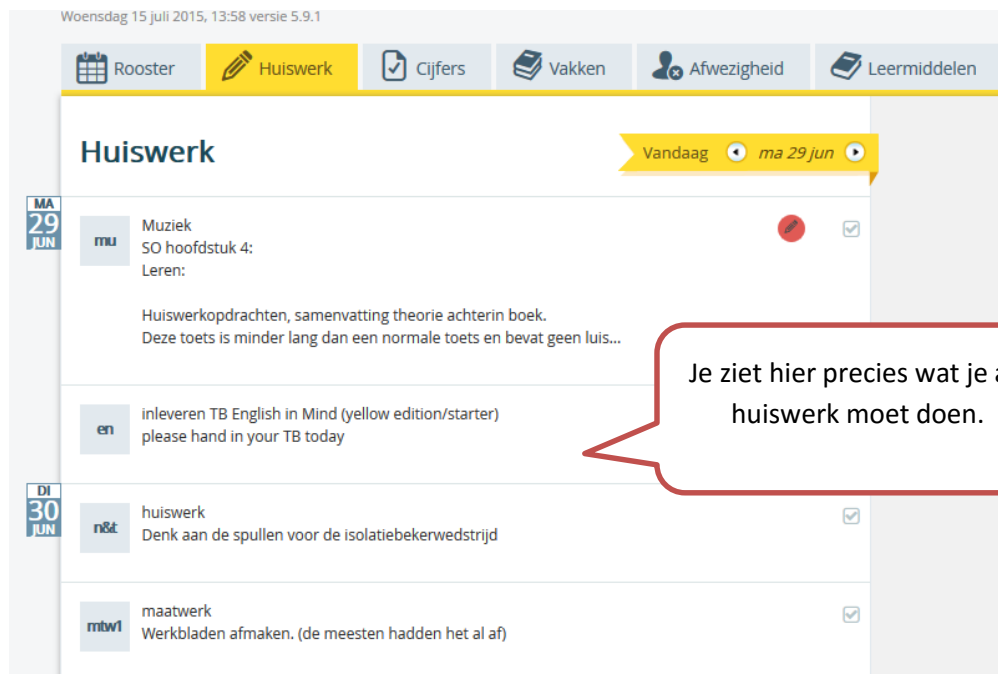 Woensdag 15 juli 2015, 13:58 versie 5.9.1
Rooster
Huiswerk
Cijfers
Vakken
Afwezigheid
Leermiddelen
Huiswerk
Vandaag ma 29 jun
MA
29
JUN
mu
Muziek
SO hoofdstuk 4:
Leren:
Huiswerkopdrachten, samenvatting theorie achterin boek.
Deze toets is minder lang dan een normale toets en bevat geen luis...
Je ziet hier precies wat je
huiswerk moet doen.
en
inleveren TB English in Mind (yellow edition/starter)
please hand in your TB today
DI
30
JUN
n&t
huiswerk
Denk aan de spullen voor de isolatiebekerwedstrijd
mtw1
maatwerk
Werkbladen afmaken. (de meesten hadden het al af)